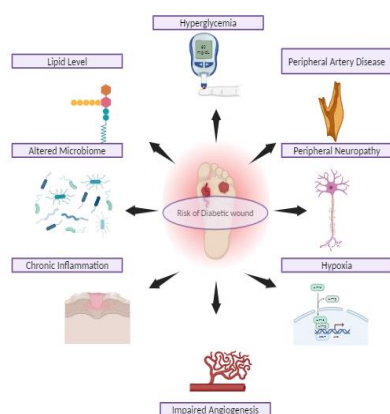 Hyperglycemia
Lipid Level
Peripheral Artery Disease
Altered Microbiome
Peripheral Neuropathy
Risk of Diabetic wound
Chronic Inflammation
Hypoxia
Impaired Angiogenesis